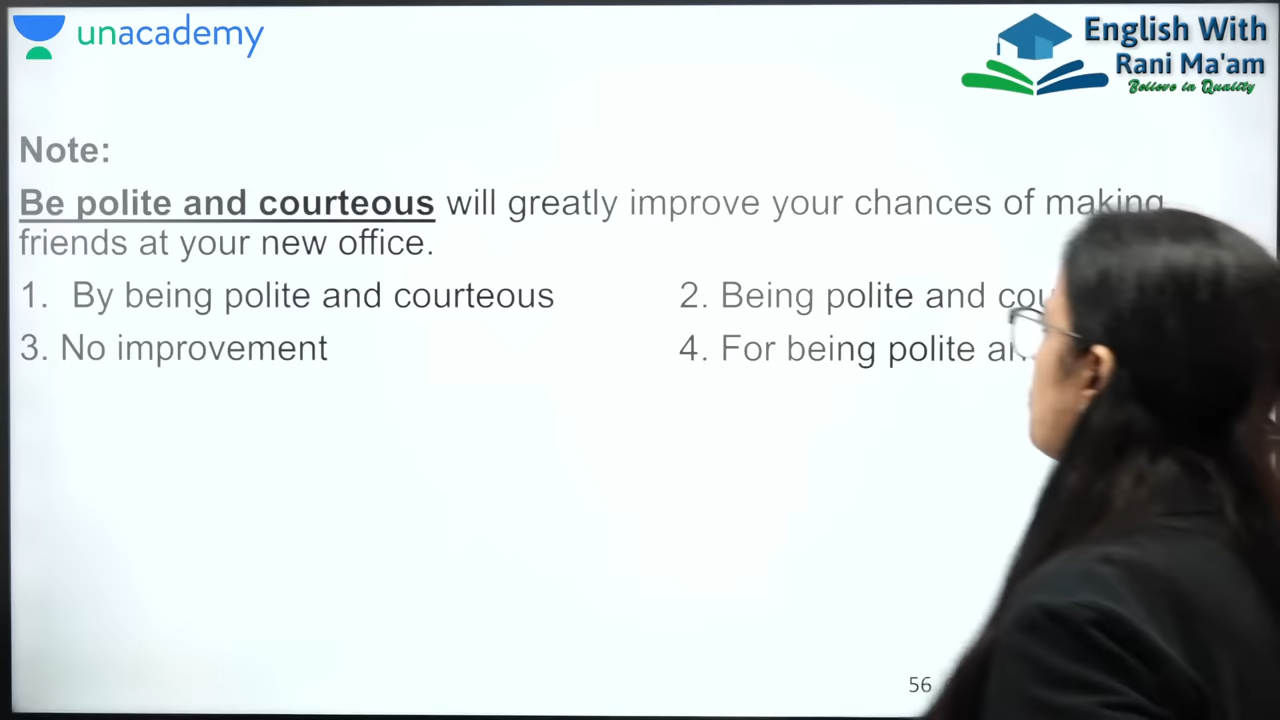 unacademy
English With
Rani Ma'am
Believe in Quality
Note:
Be polite and courteous will greatly improve your chances of making
friends at your new office.
1. By being polite and courteous 2. Being polite and
3. No improvement 4. For being polite
56